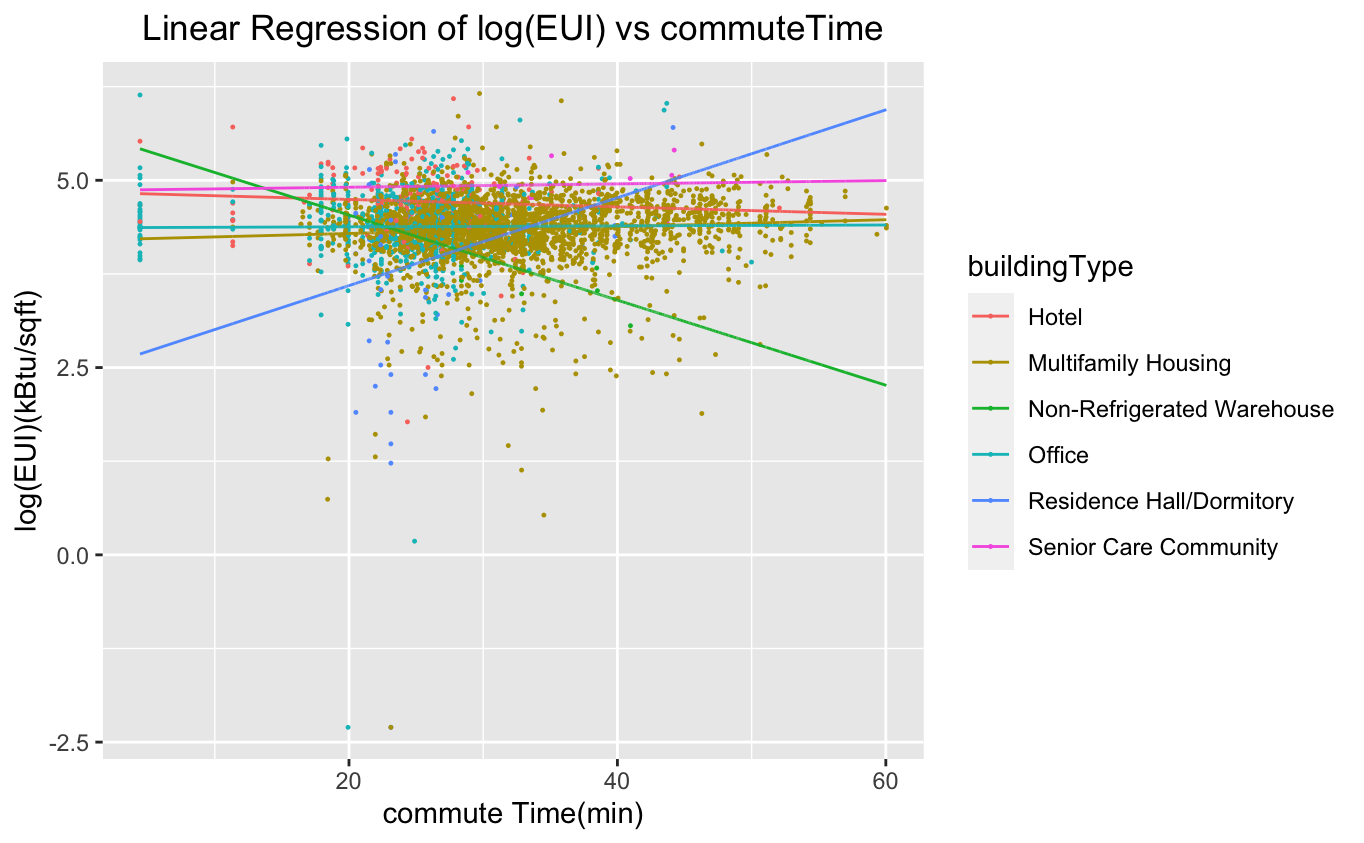 Linear Regression of log(EUI) vs commuteTime
log(EUI)(kBtu/sqft)
5.0
2.5
0.0
-2.5
20
40
60
commute Time(min)
buildingType
Hotel
Multifamily Housing
Non-Refrigerated Warehouse
Office
Residence Hall/Dormitory
Senior Care Community